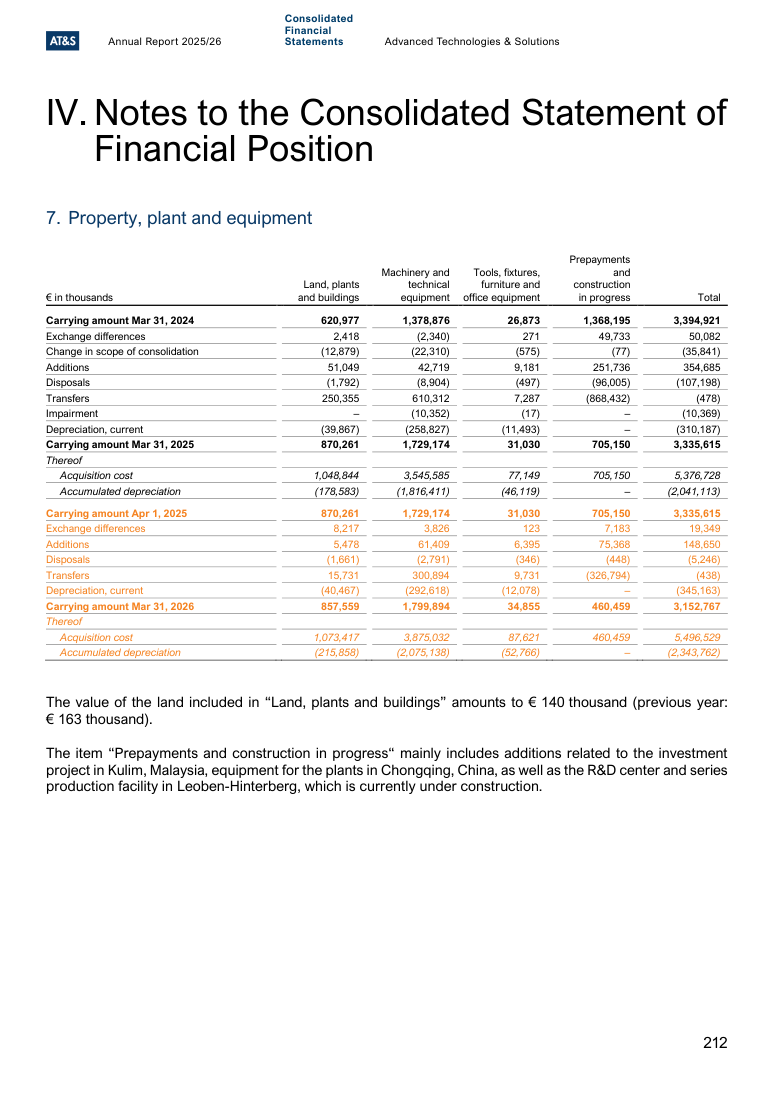 AT&S
Annual Report 2025/26
Consolidated
Financial
Statements
Advanced Technologies & Solutions
IV. Notes to the Consolidated Statement of
Financial Position
7. Property, plant and equipment
€ in thousands Land, plants and buildings Machinery and technical equipment Tools, fixtures, furniture and office equipment Prepayments and construction in progress Total
Carrying amount Mar 31, 2024 620,977 1,378,876 26,873 1,368,195 3,394,921
Exchange differences 2,418 (2,340) 271 49,733 50,082
Change in scope of consolidation (12,879) (22,310) (575) (77) (35,841)
Additions 51,049 42,719 9,181 251,736 354,685
Disposals (1,792) (8,904) (497) (96,005) (107,198)
Transfers 250,355 610,312 7,287 (868,432) (478)
Impairment – (10,352) (17) – (10,369)
Depreciation, current (39,867) (258,827) (11,493) – (310,187)
Carrying amount Mar 31, 2025 870,261 1,729,174 31,030 705,150 3,335,615
Thereof
Acquisition cost 1,048,844 3,545,585 77,149 705,150 5,376,728
Accumulated depreciation (178,583) (1,816,411) (46,119) – (2,041,113)
Carrying amount Apr 1, 2025 870,261 1,729,174 31,030 705,150 3,335,615
Exchange differences 8,217 3,826 123 7,183 19,349
Additions 5,478 61,409 6,395 75,368 148,650
Disposals (1,661) (2,791) (346) (448) (5,246)
Transfers 15,731 300,894 9,731 (326,794) (438)
Depreciation, current (40,467) (292,618) (12,078) – (345,163)
Carrying amount Mar 31, 2026 857,559 1,799,894 34,855 460,459 3,152,767
Thereof
Acquisition cost 1,073,417 3,875,032 87,621 460,459 5,496,529
Accumulated depreciation (215,858) (2,075,138) (52,766) – (2,343,762)
The value of the land included in “Land, plants and buildings” amounts to € 140 thousand (previous year:
€ 163 thousand).
The item “Prepayments and construction in progress“ mainly includes additions related to the investment
project in Kulim, Malaysia, equipment for the plants in Chongqing, China, as well as the R&D center and series
production facility in Leoben-Hinterberg, which is currently under construction.
212